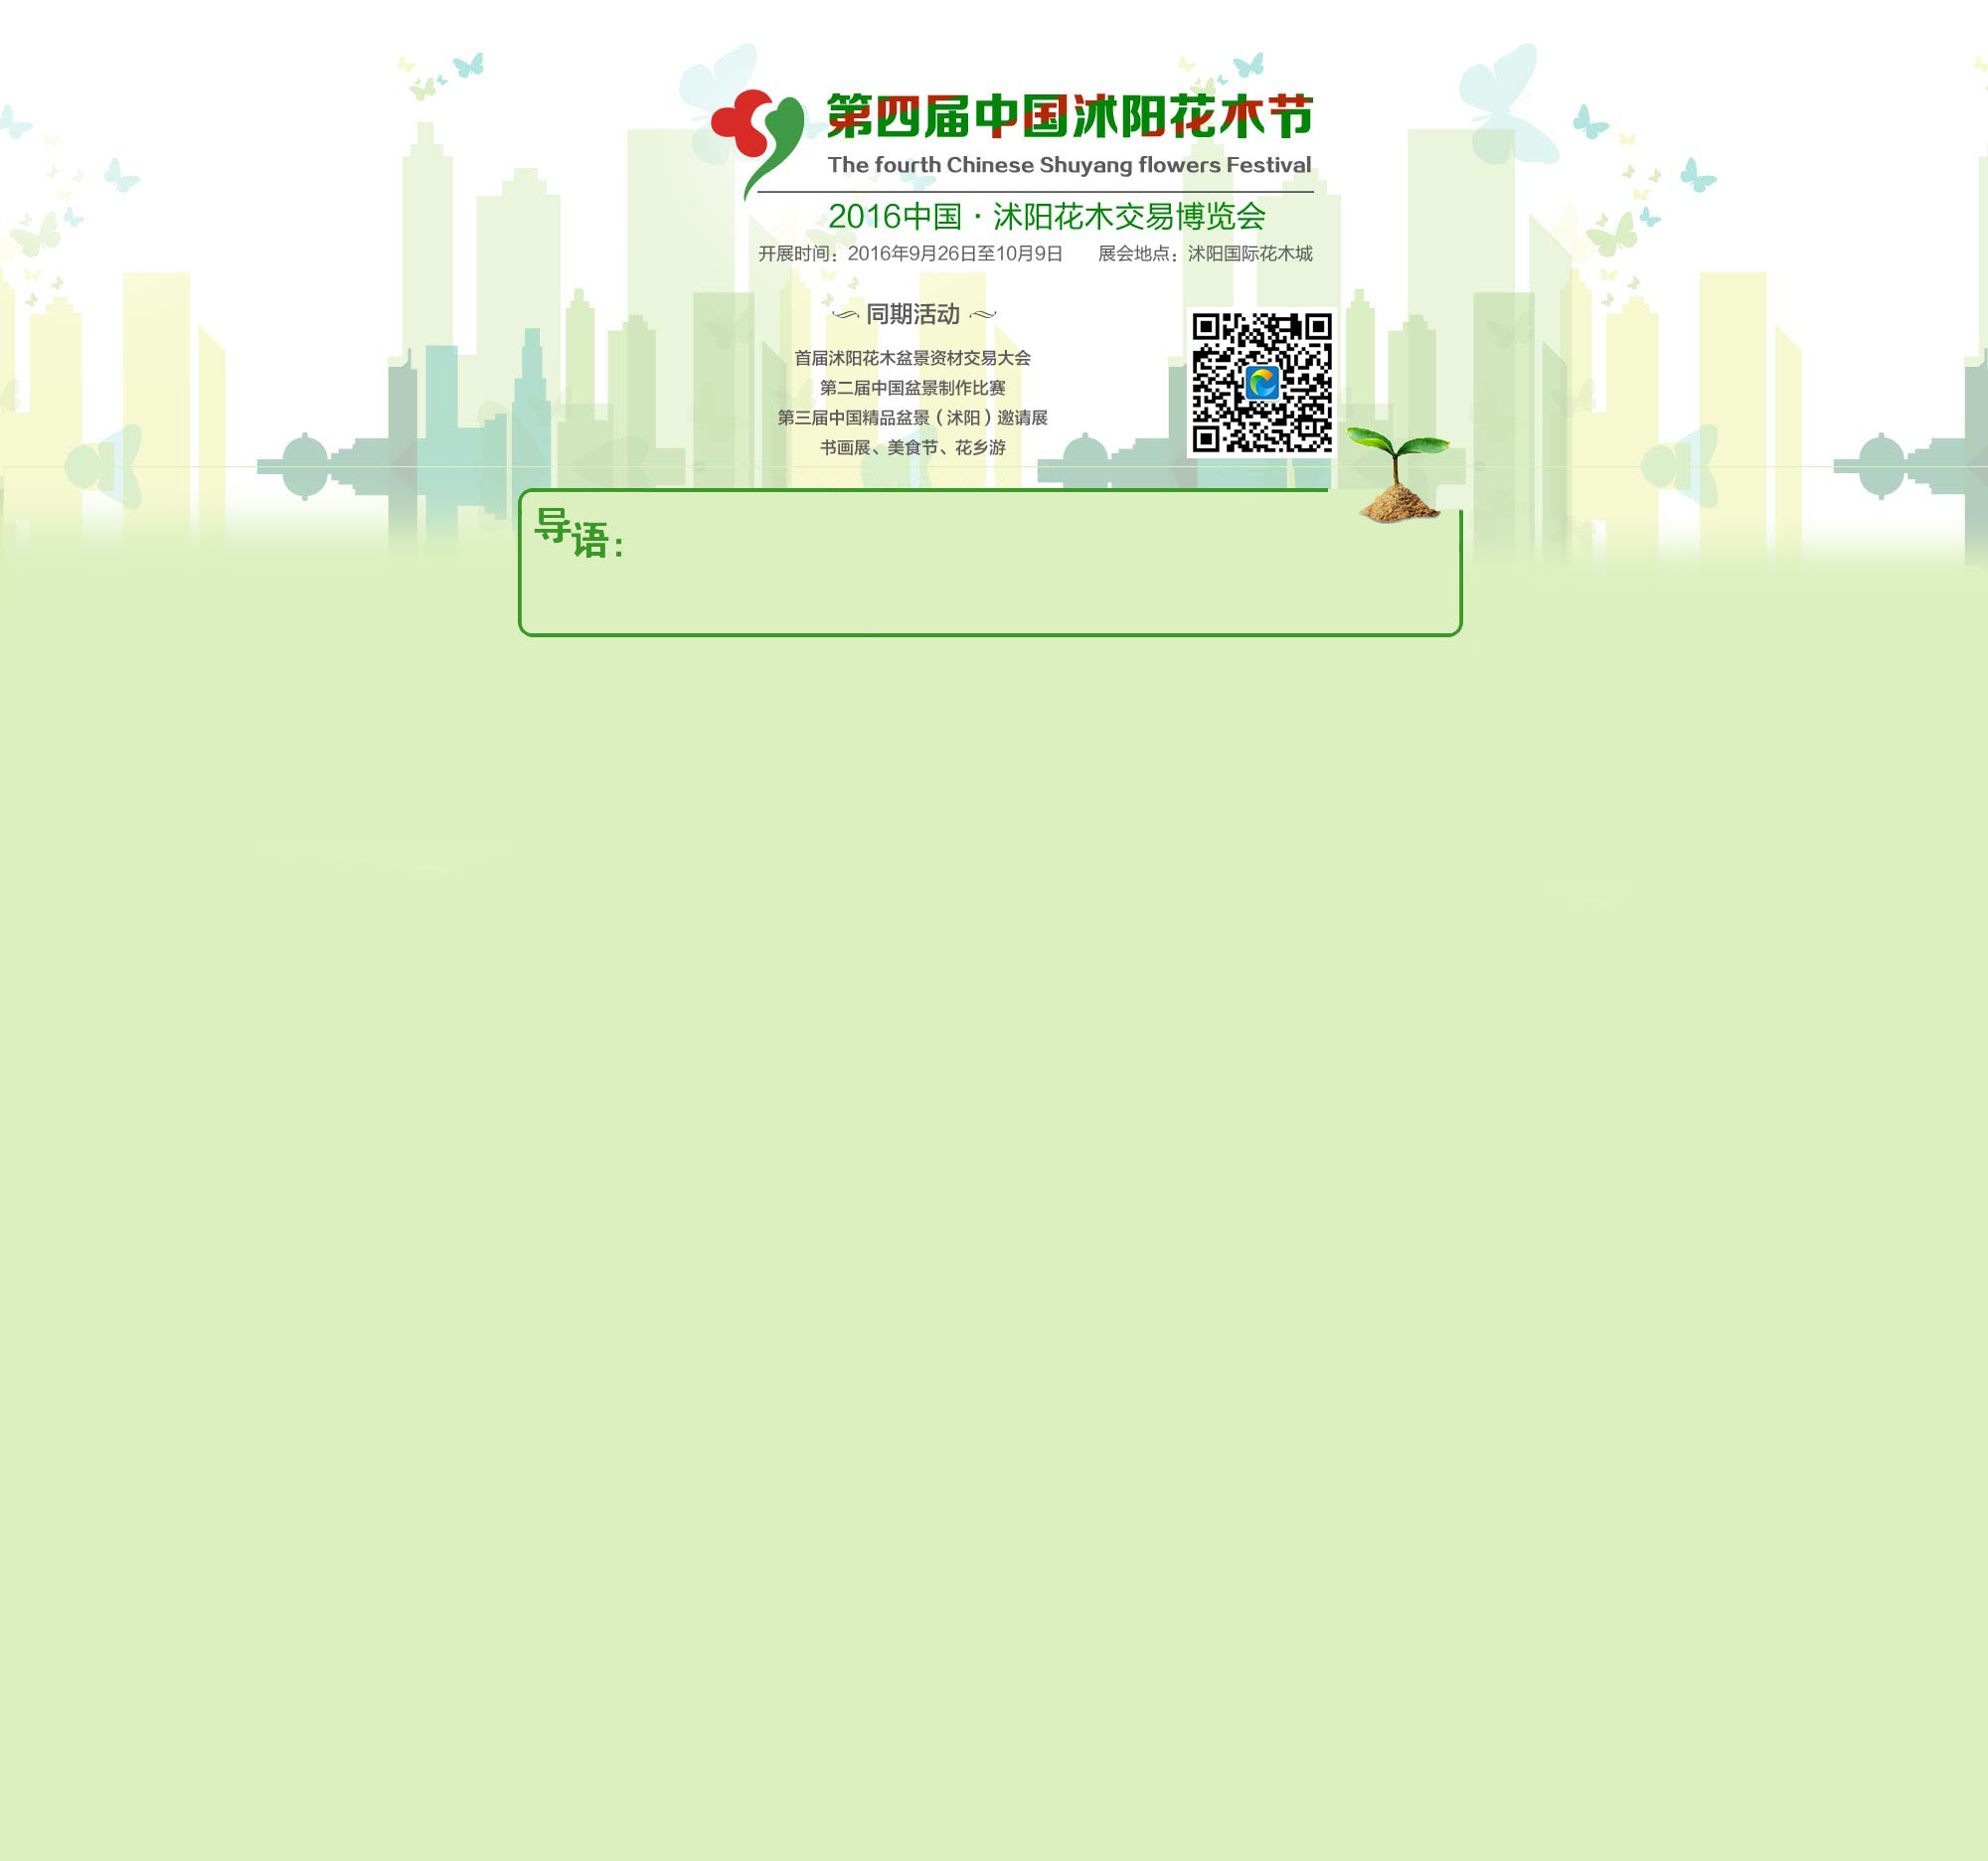 第四届中国沭阳花木节
The fourth Chinese Shuyang flowers Festival
2016中国·沭阳花木交易博览会
开展时间：2016年9月26日至10月9日 展会地点：沭阳国际花木城
同期活动
首届沭阳花木盆景资材交易大会
第二届中国盆景制作比赛
第三届中国精品盆景（沭阳）邀请展
书画展、美食节、花乡游
导语：